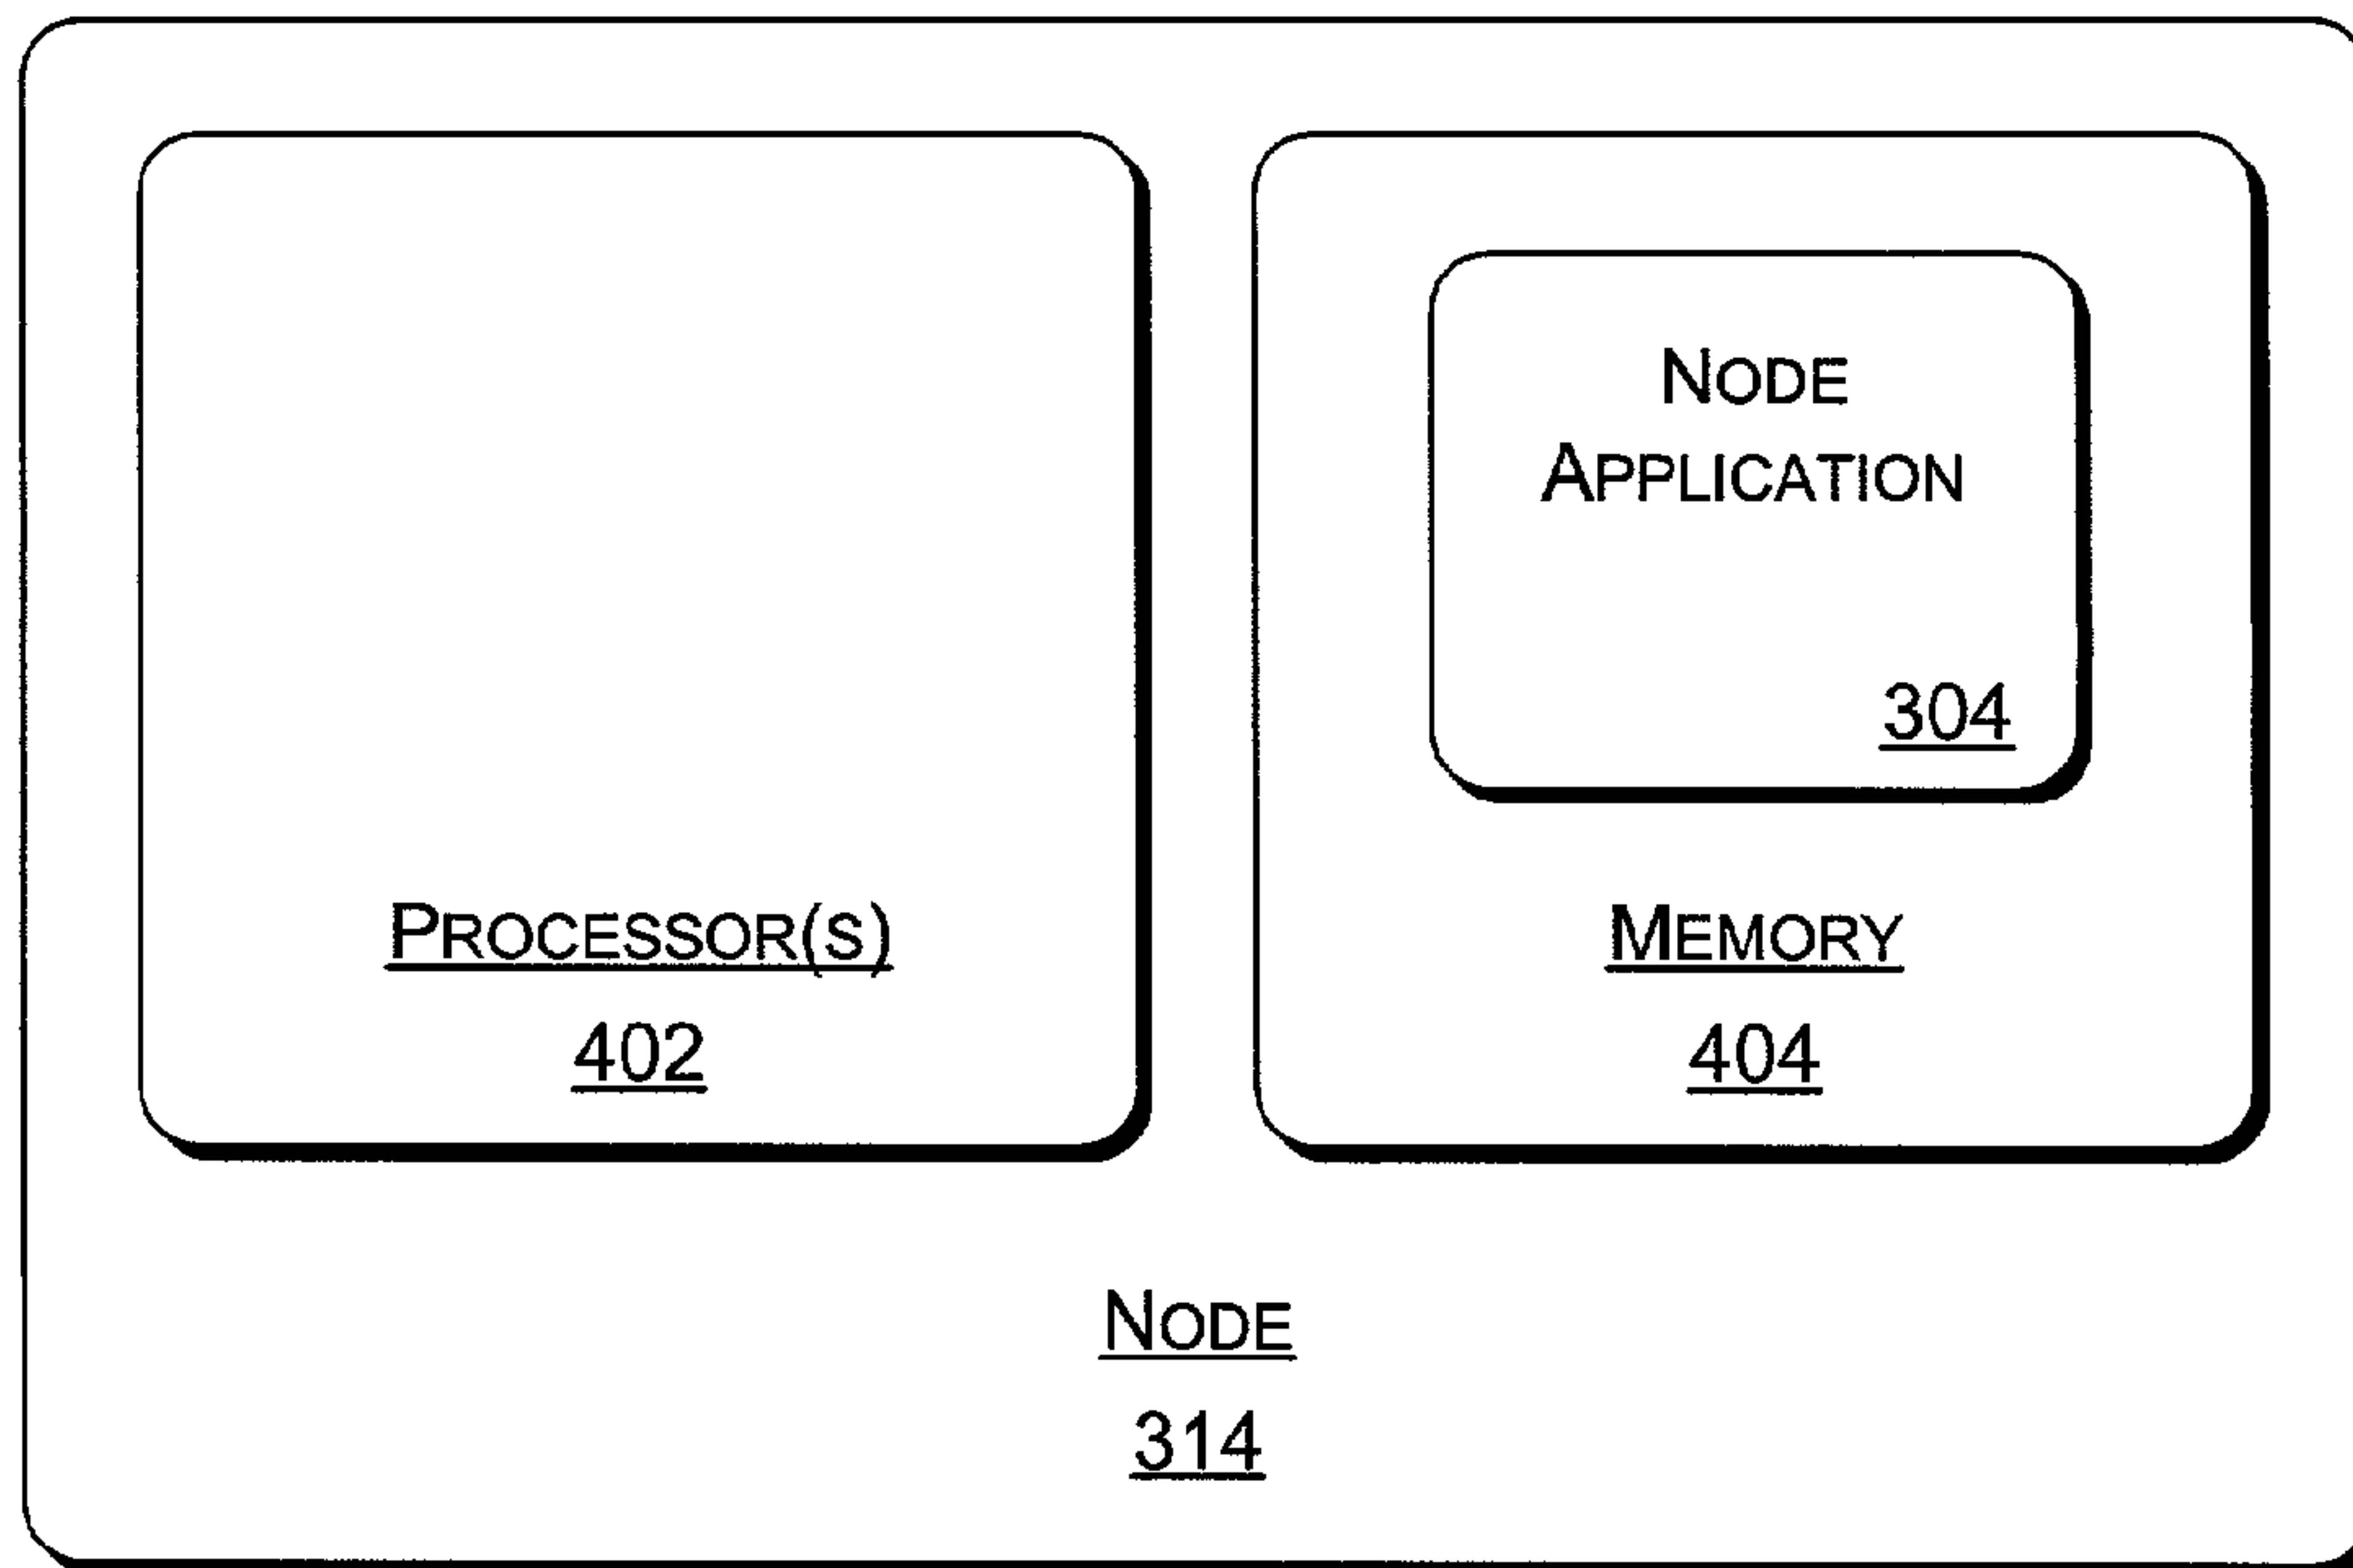 NODE
APPLICATION
304
PROCESSOR(S)
402
MEMORY
404
NODE
314